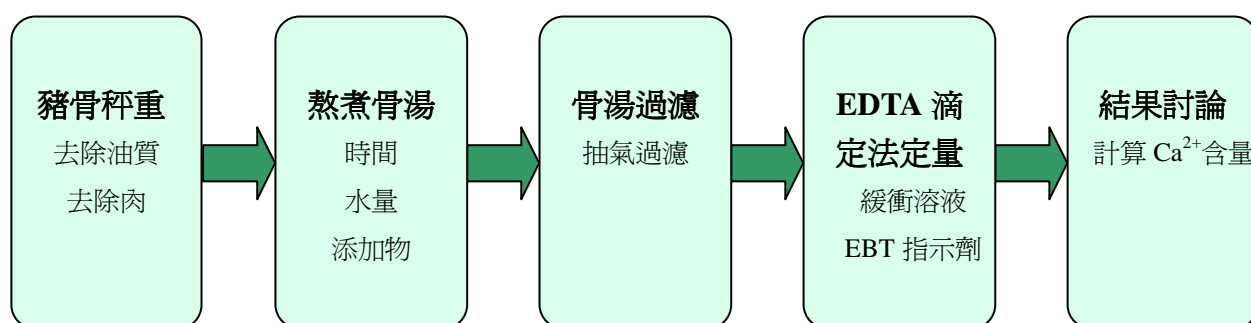 豬骨秤重
去除油質
去除肉
熬煮骨湯
時間
水量
添加物
骨湯過濾
抽氣過濾
EDTA 滴
定法定量
緩衝溶液
EBT 指示劑
結果討論
計算 Ca²⁺含量